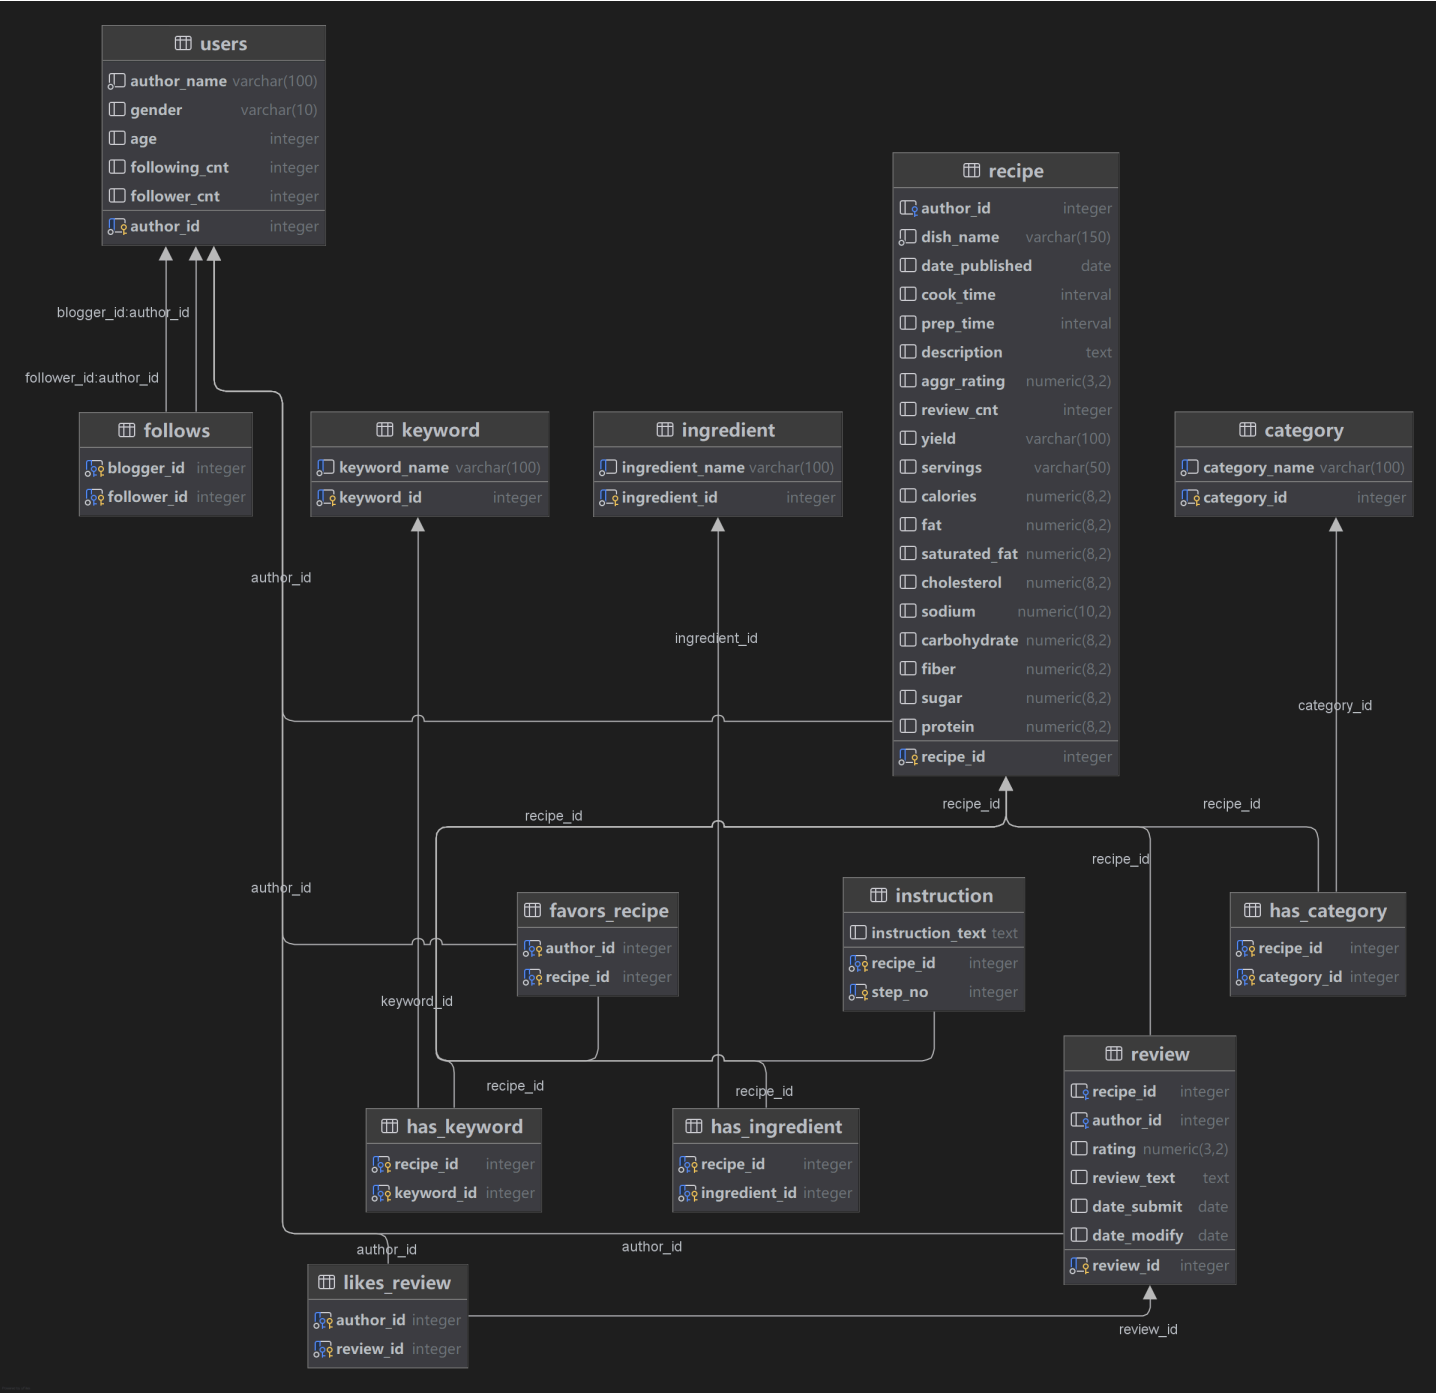 users
author_name varchar(100)
gender varchar(10)
age integer
following_cnt integer
follower_cnt integer
author_id integer
recipe
author_id integer
dish_name varchar(150)
date_published date
cook_time interval
prep_time interval
description text
aggr_rating numeric(3,2)
review_cnt integer
yield varchar(100)
servings varchar(50)
calories numeric(8,2)
fat numeric(8,2)
saturated_fat numeric(8,2)
cholesterol numeric(8,2)
sodium numeric(10,2)
carbohydrate numeric(8,2)
fiber numeric(8,2)
sugar numeric(8,2)
protein numeric(8,2)
recipe_id integer
blogger_id:author_id
follower_id:author_id
follows
blogger_id integer
follower_id integer
keyword
keyword_name varchar(100)
keyword_id integer
ingredient
ingredient_name varchar(100)
ingredient_id integer
category
category_name varchar(100)
category_id integer
author_id
ingredient_id
category_id
recipe_id
recipe_id
recipe_id
recipe_id
author_id
favors_recipe
author_id integer
recipe_id integer
instruction
instruction_text text
recipe_id integer
step_no integer
has_category
recipe_id integer
category_id integer
keyword_id
recipe_id
recipe_id
has_keyword
recipe_id integer
keyword_id integer
has_ingredient
recipe_id integer
ingredient_id integer
review
recipe_id integer
author_id integer
rating numeric(3,2)
review_text text
date_submit date
date_modify date
review_id integer
author_id
author_id
likes_review
author_id integer
review_id integer
review_id